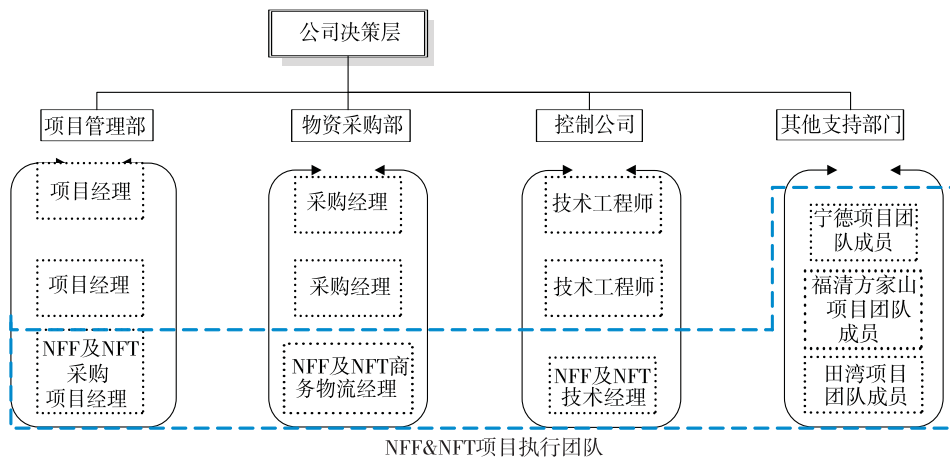 公司决策层
项目管理部
物资采购部
控制公司
其他支持部门
项目经理
采购经理
技术工程师
宁德项目团
队成员
项目经理
采购经理
技术工程师
福清方家山
项目团队
成员
NFF及NFT
采购
项目经理
NFF及NFT商
务物流经理
NFF及NFT
技术经理
田湾项目
团队成员
NFF&NFT项目执行团队